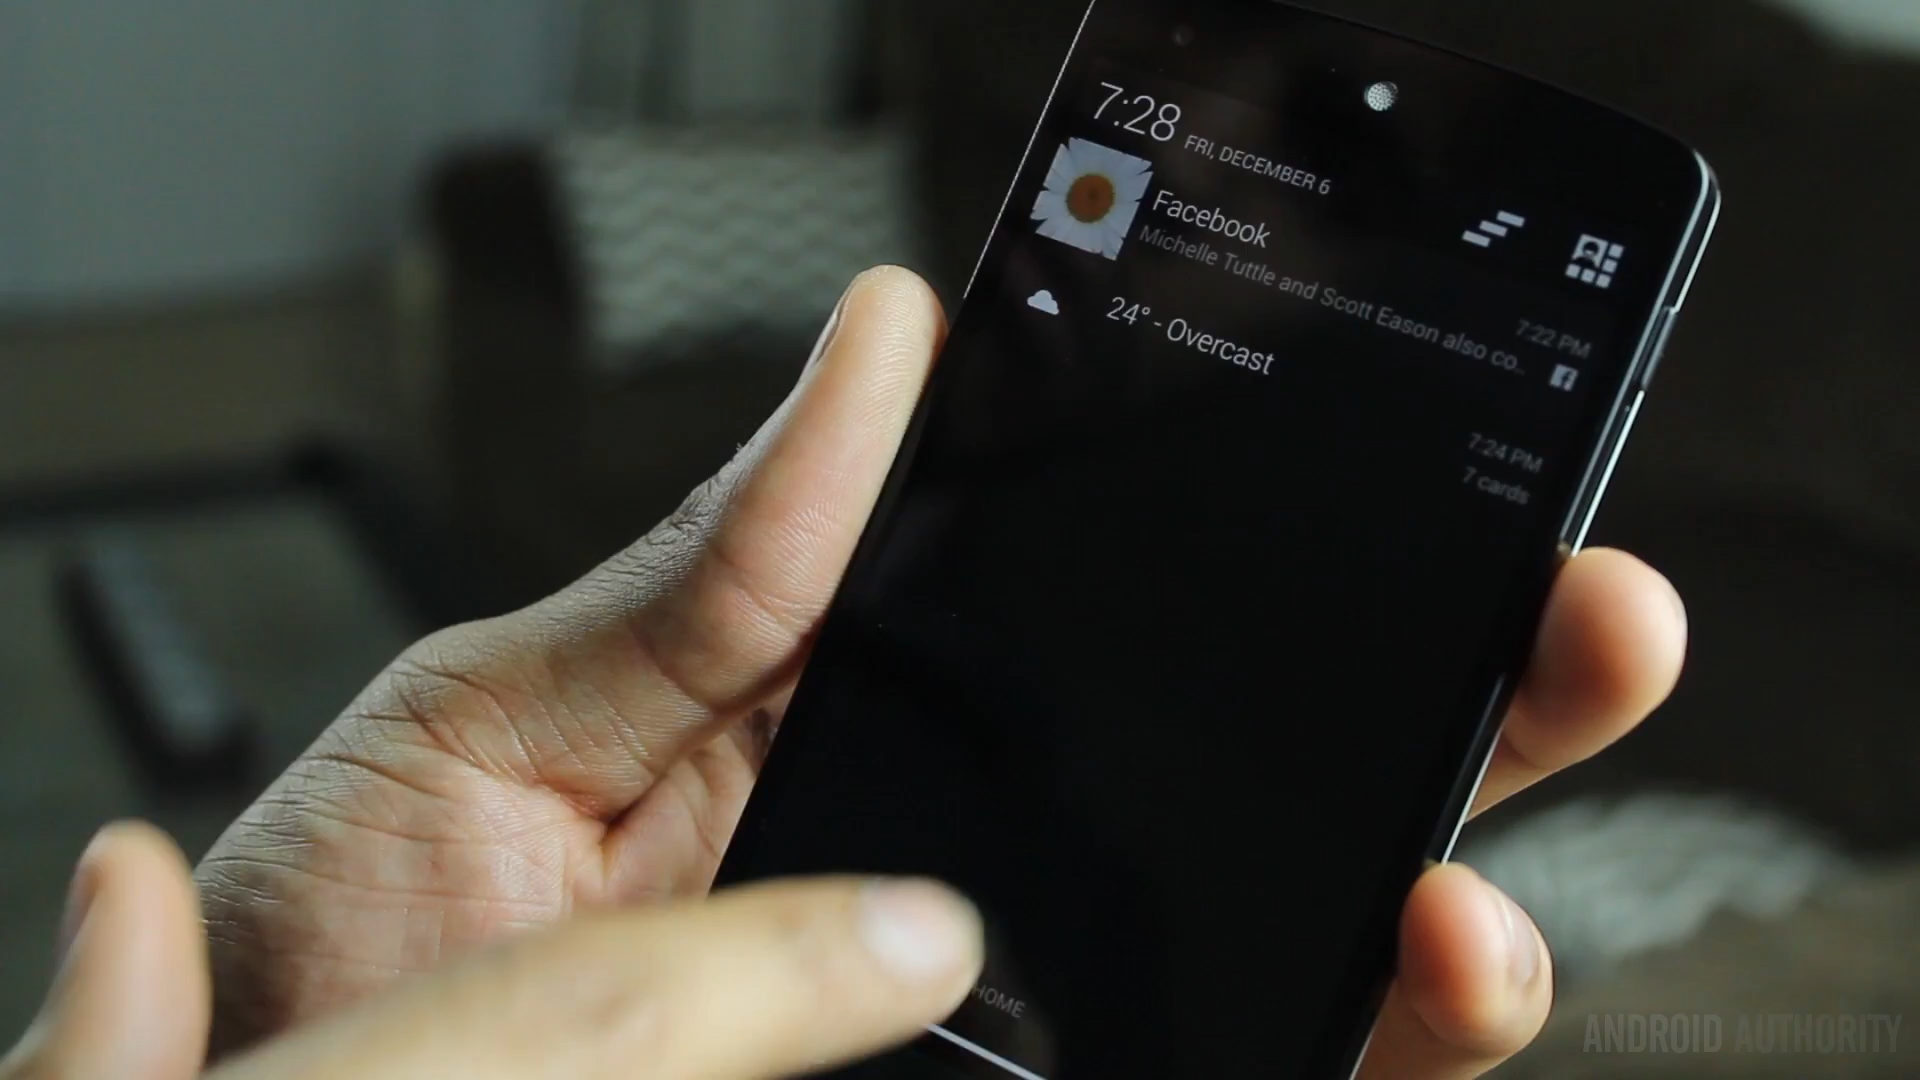 7:28 FRI, DECEMBER 6
Facebook
7:22 PM
Michelle Tuttle and Scott Eason also co...
24° - Overcast
7:24 PM
7 cards
HOME
ANDROID AUTHORITY